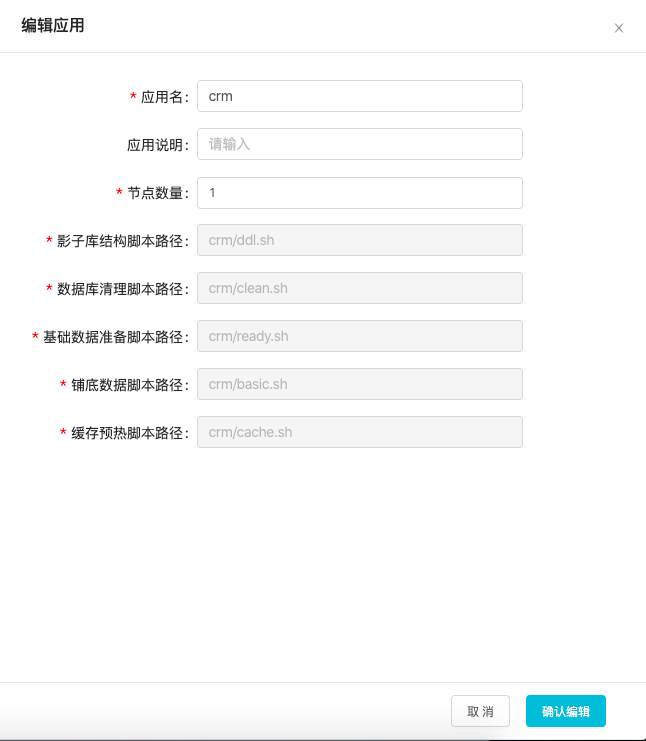 编辑应用
* 应用名： crm
应用说明： 请输入
* 节点数量： 1
* 影子库结构脚本路径： crm/ddl.sh
* 数据库清理脚本路径： crm/clean.sh
* 基础数据准备脚本路径： crm/ready.sh
* 铺底数据脚本路径： crm/basic.sh
* 缓存预热脚本路径： crm/cache.sh
取 消 确认编辑